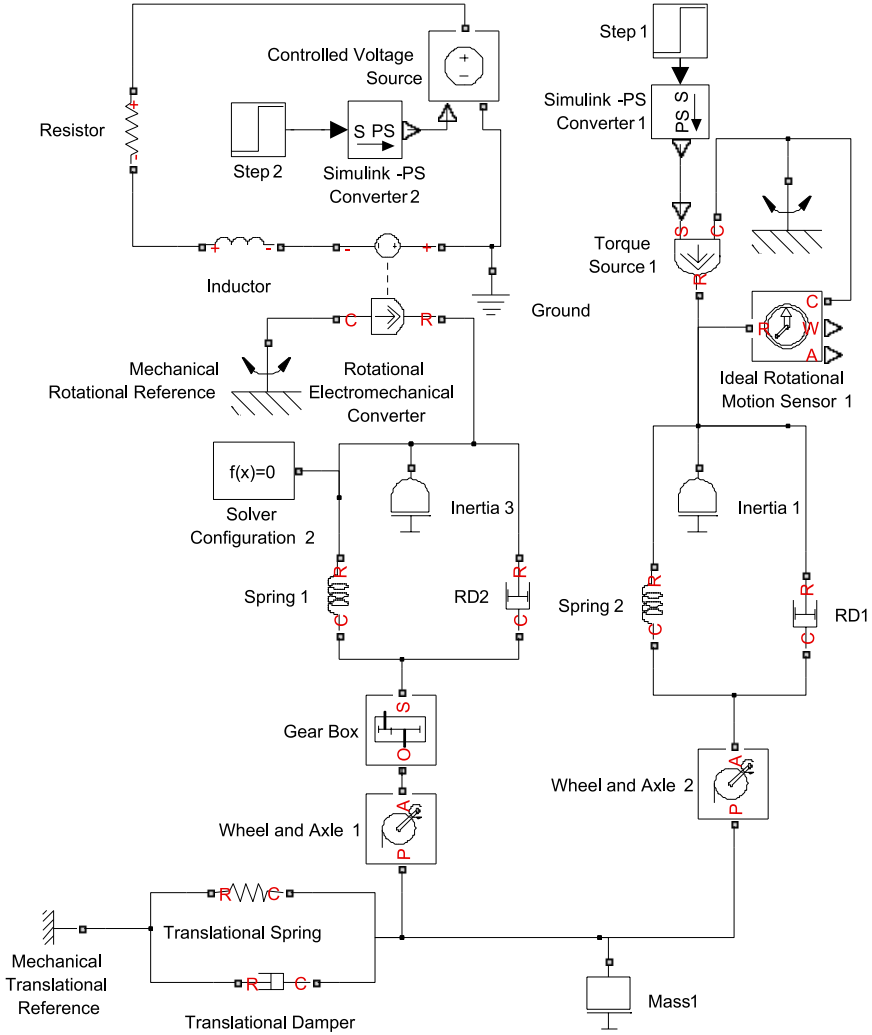 Step 1
Controlled Voltage
Source
+
−
Simulink -PS
Converter 1
S
PS
+
Resistor
-
S PS
Step 2
Simulink -PS
Converter 2
S
C
Torque
Source 1
R
+
-
-
+
Inductor
Ground
C
R
W
A
C
R
Mechanical
Rotational Reference
Rotational
Electromechanical
Converter
Ideal Rotational
Motion Sensor 1
f(x)=0
Solver
Configuration 2
Inertia 3
Inertia 1
R
Spring 1
C
R
RD2
C
R
Spring 2
C
R
RD1
C
S
Gear Box
O
A
Wheel and Axle 2
P
A
Wheel and Axle 1
P
R
C
Translational Spring
Mechanical
Translational
Reference
R
C
Translational Damper
Mass1